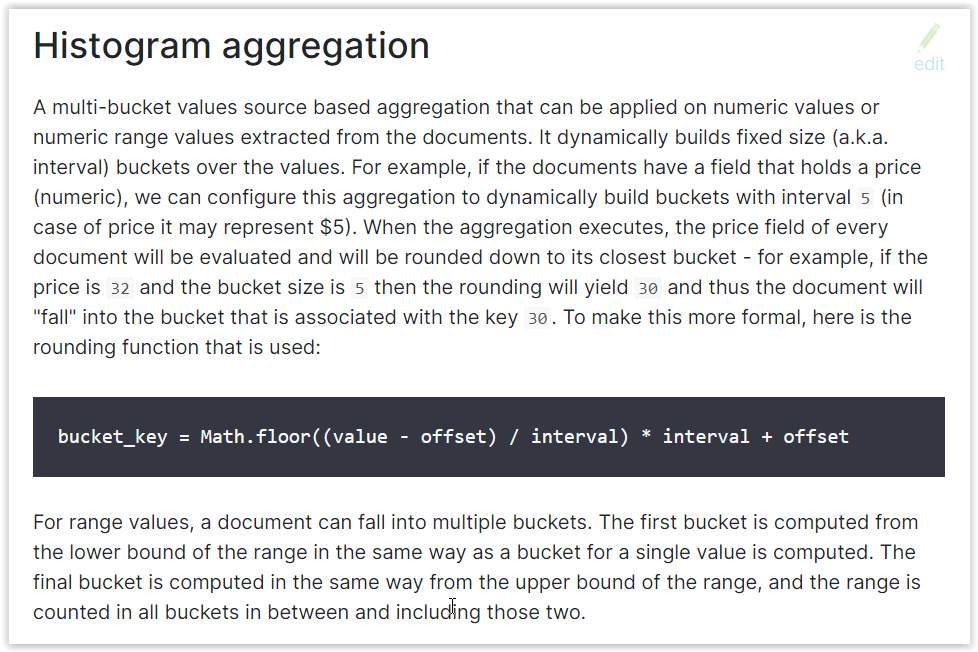 Histogram aggregation
edit
A multi-bucket values source based aggregation that can be applied on numeric values or
numeric range values extracted from the documents. It dynamically builds fixed size (a.k.a.
interval) buckets over the values. For example, if the documents have a field that holds a price
(numeric), we can configure this aggregation to dynamically build buckets with interval 5 (in
case of price it may represent $5). When the aggregation executes, the price field of every
document will be evaluated and will be rounded down to its closest bucket - for example, if the
price is 32 and the bucket size is 5 then the rounding will yield 30 and thus the document will
"fall" into the bucket that is associated with the key 30. To make this more formal, here is the
rounding function that is used:
bucket_key = Math.floor((value - offset) / interval) * interval + offset
For range values, a document can fall into multiple buckets. The first bucket is computed from
the lower bound of the range in the same way as a bucket for a single value is computed. The
final bucket is computed in the same way from the upper bound of the range, and the range is
counted in all buckets in between and including those two.